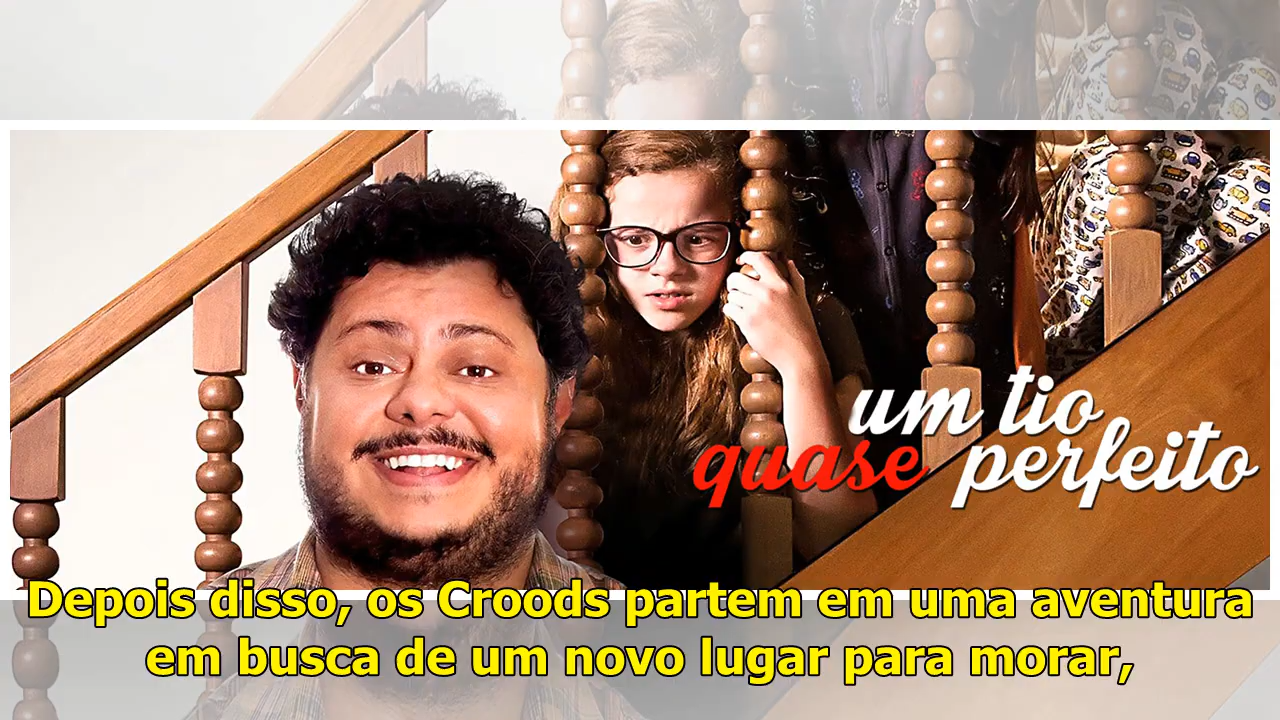 um tio
quase perfeito
Depois disso, os Croods partem em uma aventura
em busca de um novo lugar para morar,